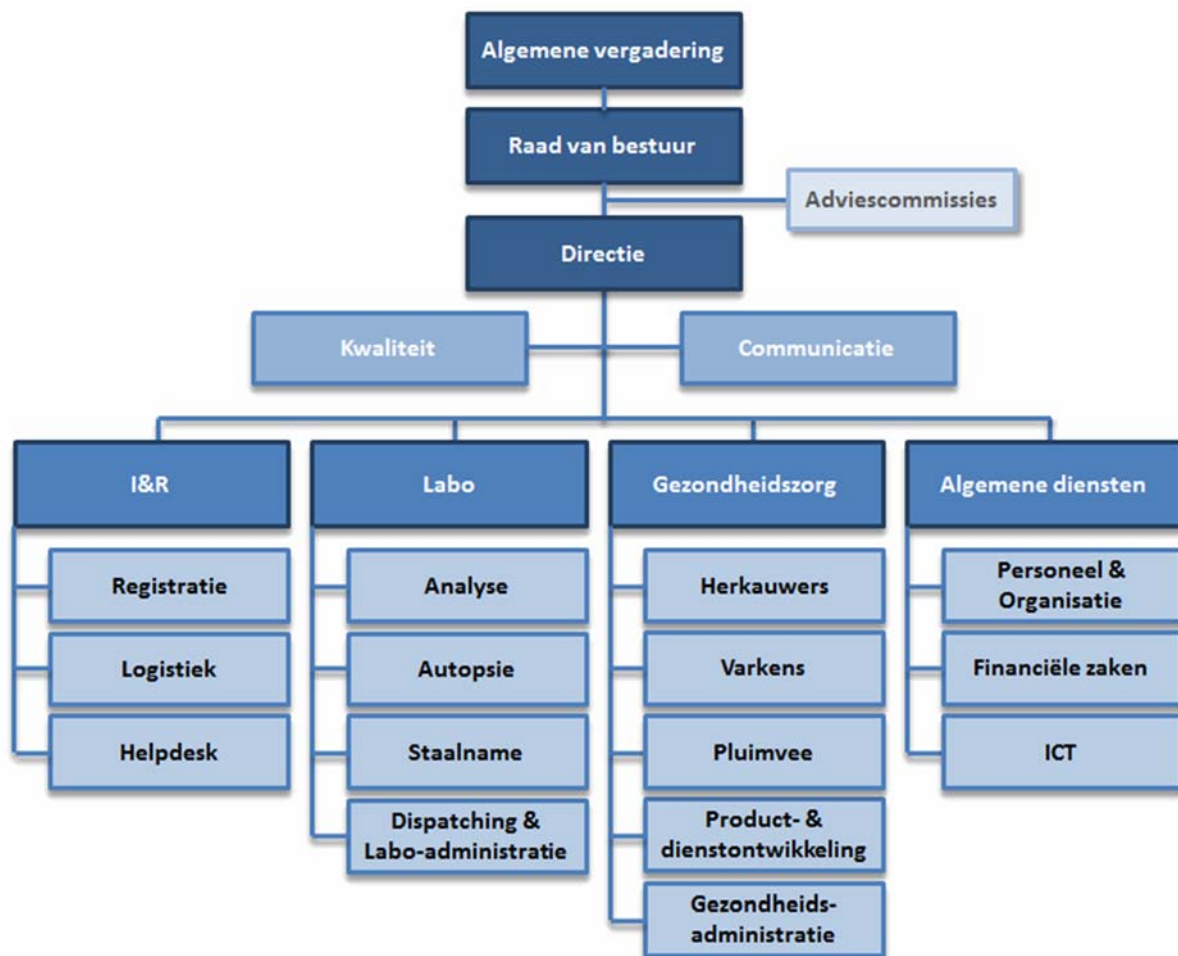 Algemene vergadering
Raad van bestuur
Adviescommissies
Directie
Kwaliteit
Communicatie
I&R
Labo
Gezondheidszorg
Algemene diensten
Registratie
Logistiek
Helpdesk
Analyse
Autopsie
Staalname
Dispatching &
Labo-administratie
Herkauwers
Varkens
Pluimvee
Product- &
dienstontwikkeling
Gezondheids-
administratie
Personeel &
Organisatie
Financiële zaken
ICT